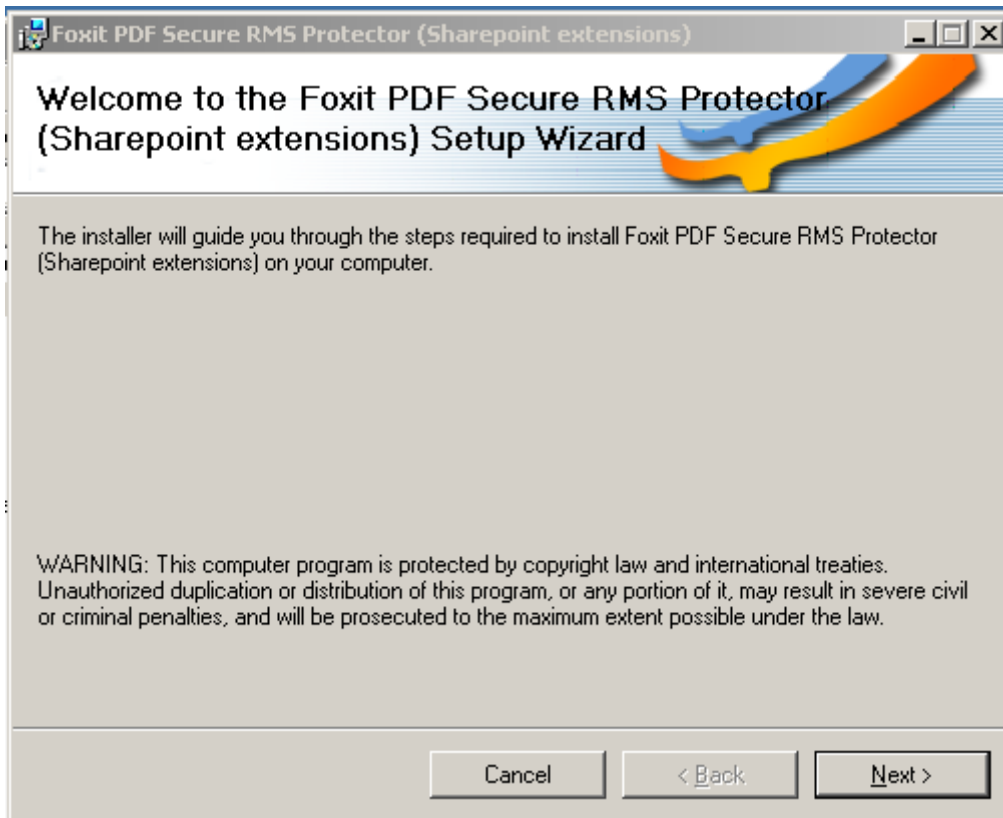 Foxit PDF Secure RMS Protector (Sharepoint extensions)
Welcome to the Foxit PDF Secure RMS Protector
(Sharepoint extensions) Setup Wizard
The installer will guide you through the steps required to install Foxit PDF Secure RMS Protector
(Sharepoint extensions) on your computer.
WARNING: This computer program is protected by copyright law and international treaties.
Unauthorized duplication or distribution of this program, or any portion of it, may result in severe civil
or criminal penalties, and will be prosecuted to the maximum extent possible under the law.
Cancel
< Back
Next >